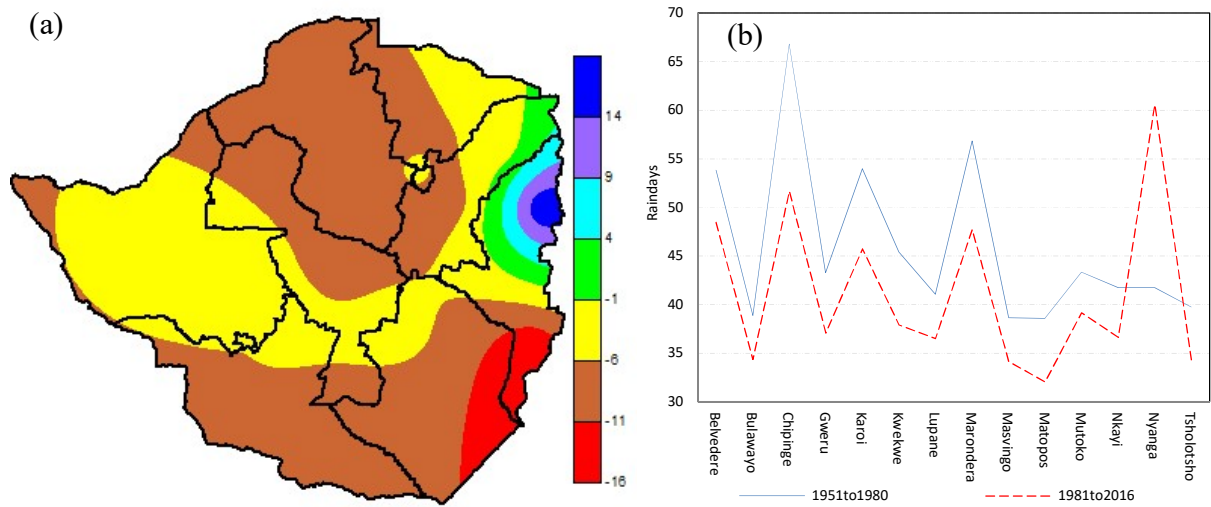 (a)
14
9
4
-1
-6
-11
-16
(b)
70
65
60
55
50
45
40
35
30
Raindays
Belvedere
Bulawayo
Chipinge
Gweru
Karoi
Kwekwe
Lupane
Marondera
Masvingo
Matopos
Mutoko
Nkayi
Nyanga
Tsholotsho
1951to1980
1981to2016